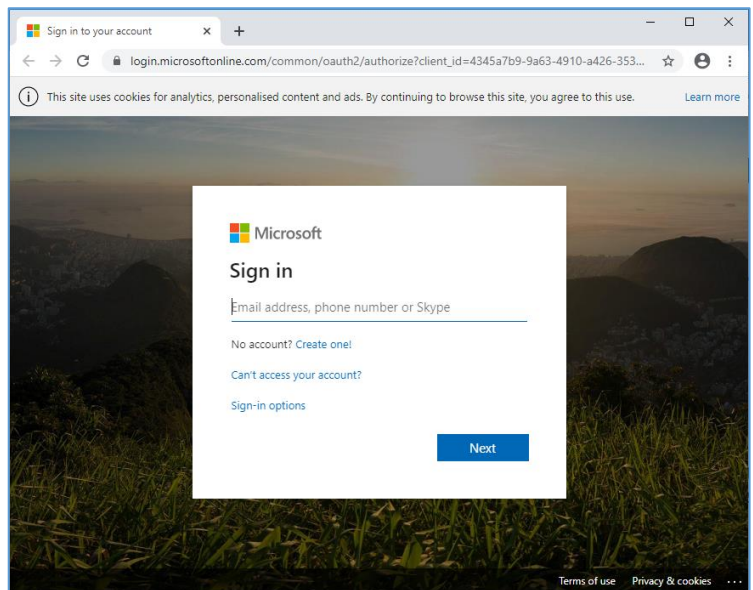 Sign in to your account
login.microsoftonline.com/common/oauth2/authorize?client_id=4345a7b9-9a63-4910-a426-353...
This site uses cookies for analytics, personalised content and ads. By continuing to browse this site, you agree to this use. Learn more
Microsoft
Sign in
Email address, phone number or Skype
No account? Create one!
Can't access your account?
Sign-in options
Next
Terms of use Privacy & cookies ...